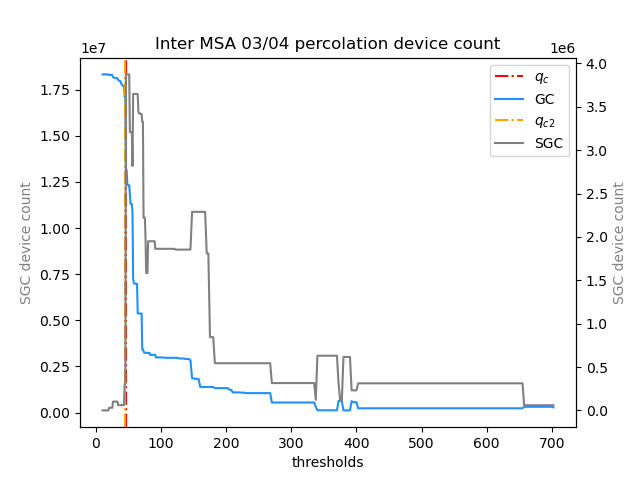 Inter MSA 03/04 percolation device count
1e7
1e6
17.5
1.75
1.50
1.25
1.00
0.75
0.50
0.25
0.00
SGC device count
4.0
3.5
3.0
2.5
2.0
1.5
1.0
0.5
0.0
SGC device count
q_c
GC
q_c2
SGC
0 100 200 300 400 500 600 700
thresholds